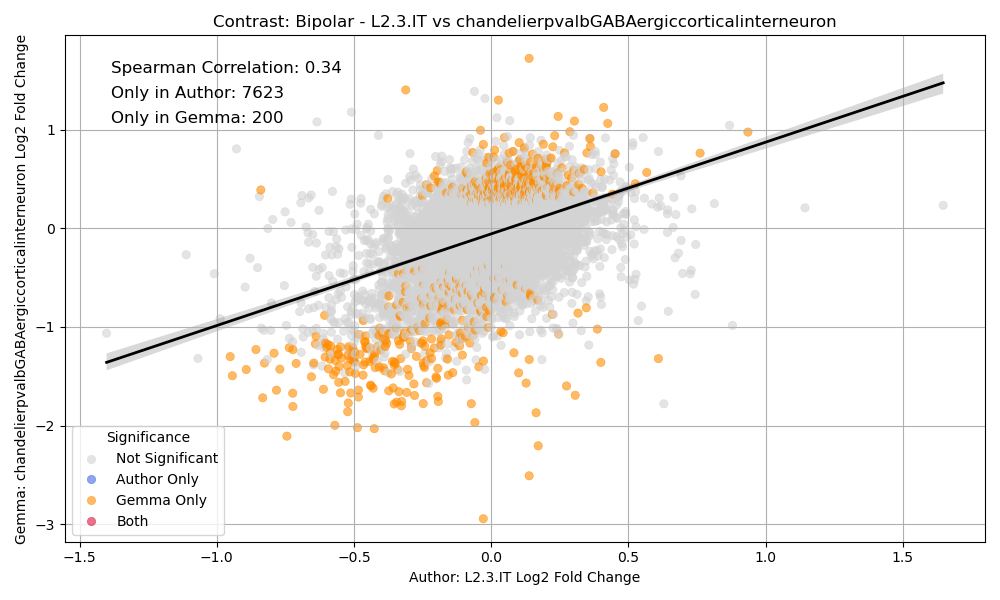 Contrast: Bipolar - L2.3.IT vs chandelierpvalbGABAergiccorticalinterneuron
Gemma: chandelierpvalbGABAergiccorticalinterneuron Log2 Fold Change
Spearman Correlation: 0.34
Only in Author: 7623
Only in Gemma: 200
1
0
−1
−2
−3
Significance
Not Significant
Author Only
Gemma Only
Both
−1.5 −1.0 −0.5 0.0 0.5 1.0 1.5
Author: L2.3.IT Log2 Fold Change